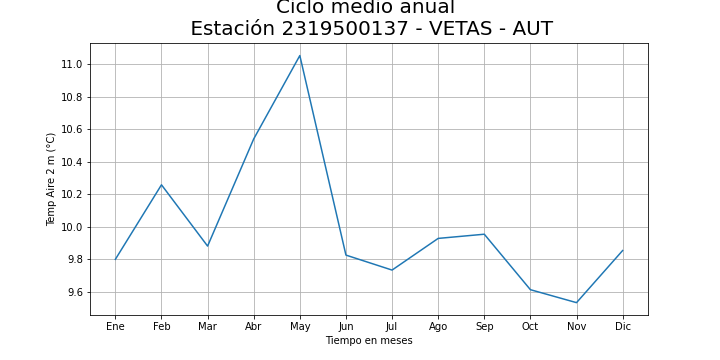 Ciclo medio anual
Estación 2319500137 - VETAS - AUT
Temp Aire 2 m (°C)
11.0
10.8
10.6
10.4
10.2
10.0
9.8
9.6
Ene Feb Mar Abr May Jun Jul Ago Sep Oct Nov Dic
Tiempo en meses